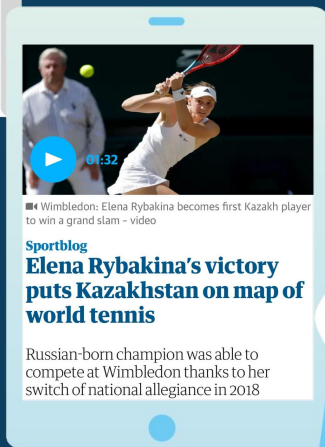 01:32
Wimbledon: Elena Rybakina becomes first Kazakh player
to win a grand slam – video
Sportblog
Elena Rybakina's victory
puts Kazakhstan on map of
world tennis
Russian-born champion was able to
compete at Wimbledon thanks to her
switch of national allegiance in 2018